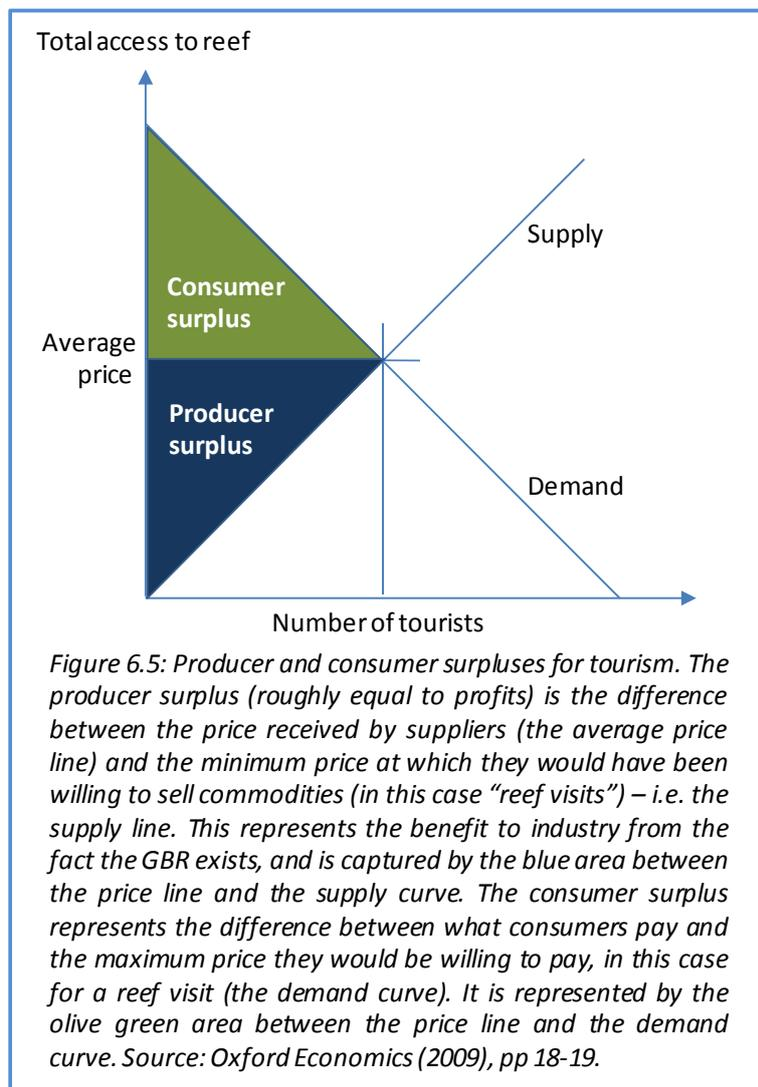 Total access to reef
Supply
Consumer
surplus
Average
price
Producer
surplus
Demand
Number of tourists
Figure 6.5: Producer and consumer surpluses for tourism. The
producer surplus (roughly equal to profits) is the difference
between the price received by suppliers (the average price
line) and the minimum price at which they would have been
willing to sell commodities (in this case “reef visits”) – i.e. the
supply line. This represents the benefit to industry from the
fact the GBR exists, and is captured by the blue area between
the price line and the supply curve. The consumer surplus
represents the difference between what consumers pay and
the maximum price they would be willing to pay, in this case
for a reef visit (the demand curve). It is represented by the
olive green area between the price line and the demand
curve. Source: Oxford Economics (2009), pp 18-19.